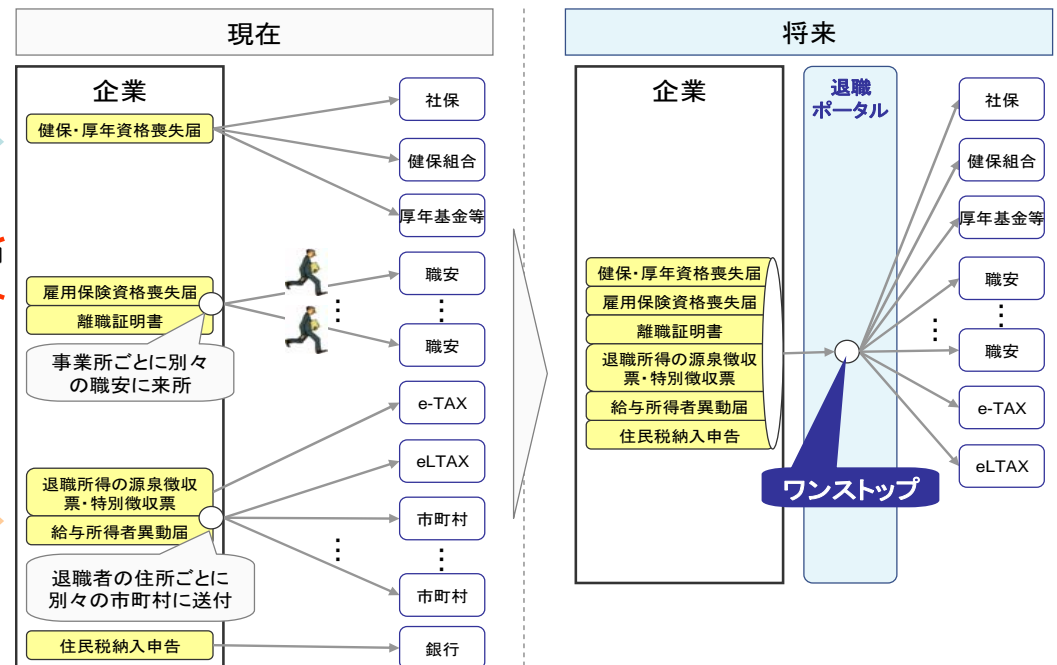 現在
企業
健保・厚年資格喪失届
雇用保険資格喪失届
離職証明書
事業所ごとに別々
の職安に来所
退職所得の源泉徴収
票・特別徴収票
給与所得者異動届
退職者の住所ごとに
別々の市町村に送付
住民税納入申告
社保
健保組合
厚年基金等
職安
⋮
⋮
職安
e-TAX
eLTAX
市町村
⋮
⋮
市町村
銀行
将来
企業
健保・厚年資格喪失届
雇用保険資格喪失届
離職証明書
退職所得の源泉徴収
票・特別徴収票
給与所得者異動届
住民税納入申告
退職
ポータル
ワンストップ
社保
健保組合
厚年基金等
職安
⋮
⋮
職安
e-TAX
eLTAX